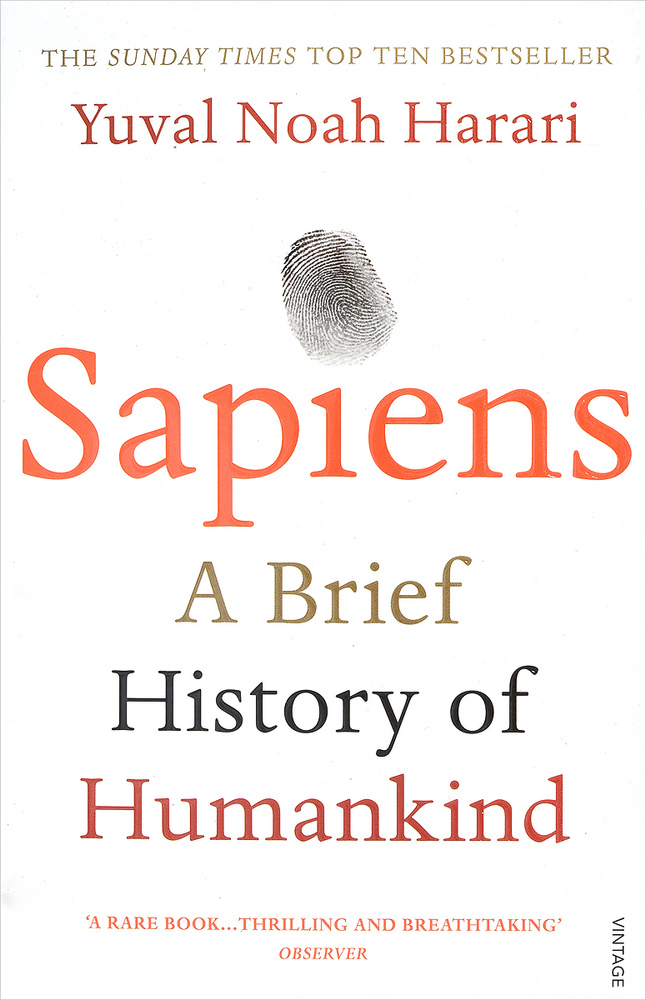 THE SUNDAY TIMES TOP TEN BESTSELLER
Yuval Noah Harari
Sapiens
A Brief
History of
Humankind
‘A RARE BOOK...THRILLING AND BREATHTAKING’
OBSERVER
VINTAGE